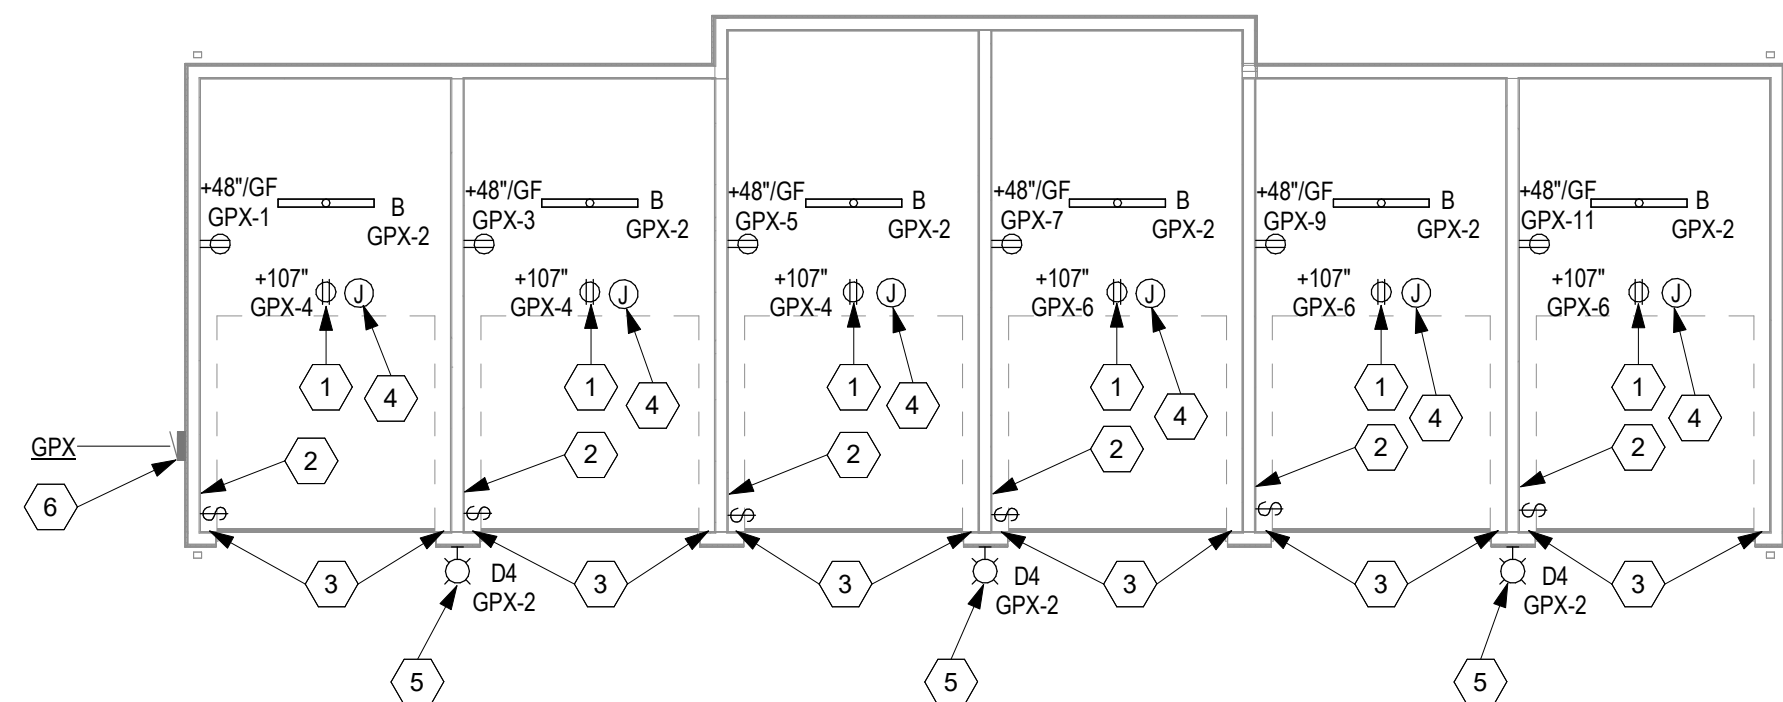 +48"/GF
GPX-1
B
GPX-2
+48"/GF
GPX-3
B
GPX-2
+48"/GF
GPX-5
B
GPX-2
+48"/GF
GPX-7
B
GPX-2
+48"/GF
GPX-9
B
GPX-2
+48"/GF
GPX-11
B
GPX-2
+107"
GPX-4
J
+107"
GPX-4
J
+107"
GPX-4
J
+107"
GPX-6
J
+107"
GPX-6
J
+107"
GPX-6
J
1
4
1
4
1
4
1
4
1
4
1
4
GPX
2
2
2
2
2
2
6
$
$
$
$
$
$
3
D4
GPX-2
3
3
D4
GPX-2
3
3
D4
GPX-2
3
5
5
5